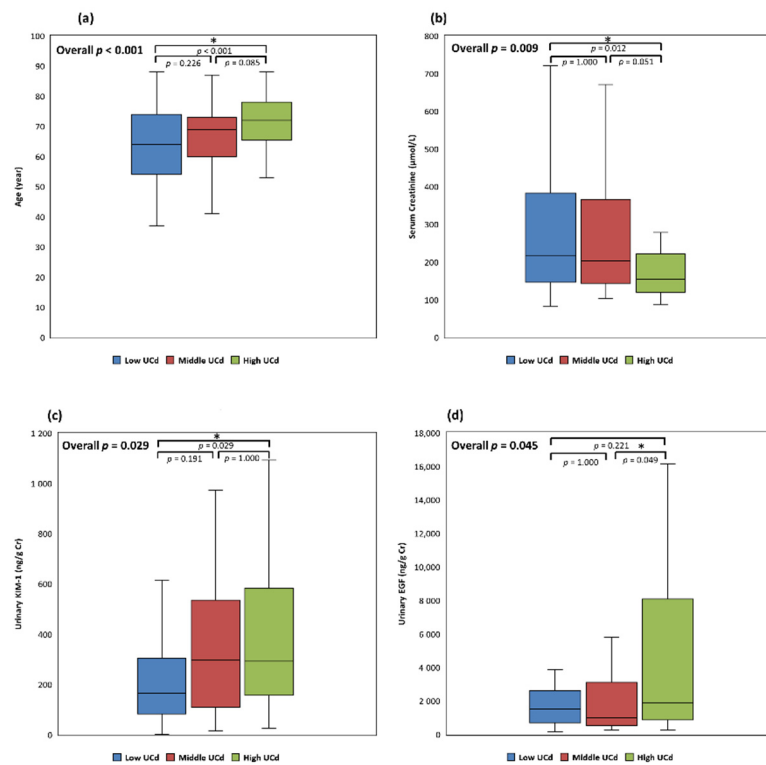 (a)
Overall p < 0.001
*
p < 0.001
p = 0.226
p = 0.085
100
90
80
70
60
50
40
30
20
10
0
Age (year)
Low UCd Middle UCd High UCd
(b)
Overall p = 0.009
*
p = 0.012
p = 1.000
p = 0.051
800
700
600
500
400
300
200
100
0
Serum Creatinine (µmol/L)
Low UCd Middle UCd High UCd
(c)
Overall p = 0.029
*
p = 0.029
p = 0.191
p = 1.000
1 200
1 000
800
600
400
200
0
Urinary KIM-1 (ng/g Cr)
Low UCd Middle UCd High UCd
(d)
Overall p = 0.045
p = 0.221
*
p = 1.000
p = 0.049
18,000
16,000
14,000
12,000
10,000
8 000
6 000
4 000
2 000
0
Urinary EGF (ng/g Cr)
Low UCd Middle UCd High UCd